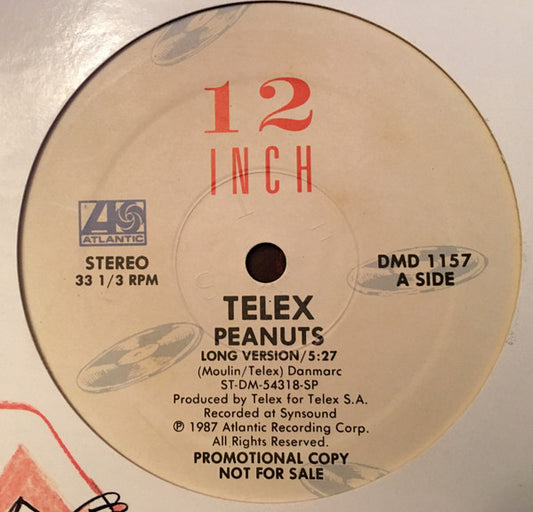 12
INCH
ATLANTIC
STEREO
33 1/3 RPM
DMD 1157
A SIDE
TELEX
PEANUTS
LONG VERSION/5:27
(Moulin/Telex) Danmarc
ST-DM-54318-SP
Produced by Telex for Telex S.A.
Recorded at Synsound
℗ 1987 Atlantic Recording Corp.
All Rights Reserved.
PROMOTIONAL COPY
NOT FOR SALE